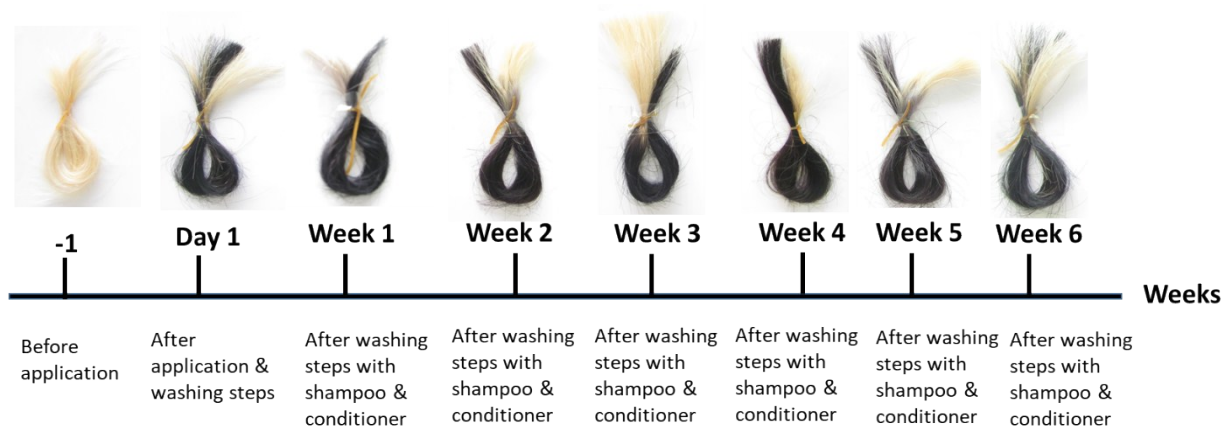 -1
Day 1
Week 1
Week 2
Week 3
Week 4
Week 5
Week 6
Weeks
Before
application
After
application &
washing steps
After washing
steps with
shampoo &
conditioner
After washing
steps with
shampoo &
conditioner
After washing
steps with
shampoo &
conditioner
After washing
steps with
shampoo &
conditioner
After washing
steps with
shampoo &
conditioner
After washing
steps with
shampoo &
conditioner